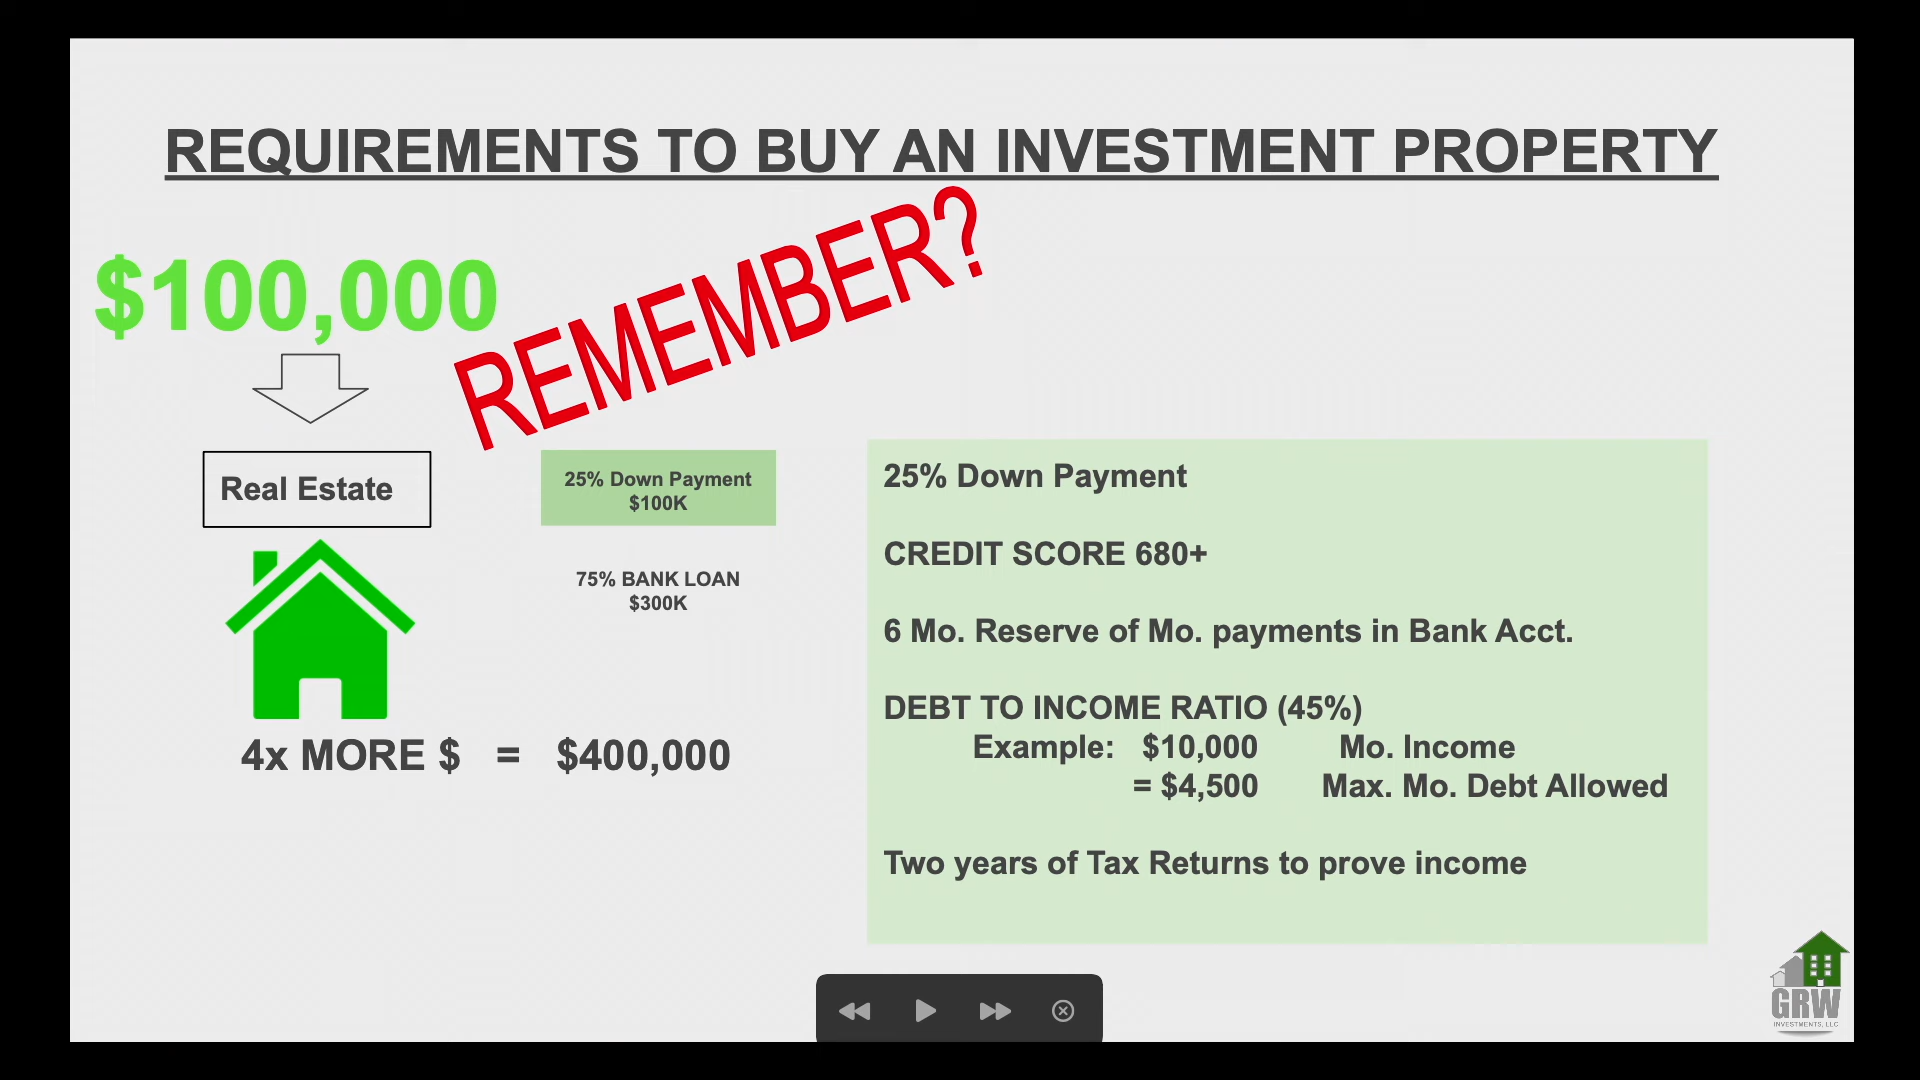 REQUIREMENTS TO BUY AN INVESTMENT PROPERTY
REMEMBER?
$100,000
Real Estate
25% Down Payment
$100K
75% BANK LOAN
$300K
4x MORE $ = $400,000
25% Down Payment
CREDIT SCORE 680+
6 Mo. Reserve of Mo. payments in Bank Acct.
DEBT TO INCOME RATIO (45%)
Example: $10,000 Mo. Income
= $4,500 Max. Mo. Debt Allowed
Two years of Tax Returns to prove income
GRW
INVESTMENTS, LLC